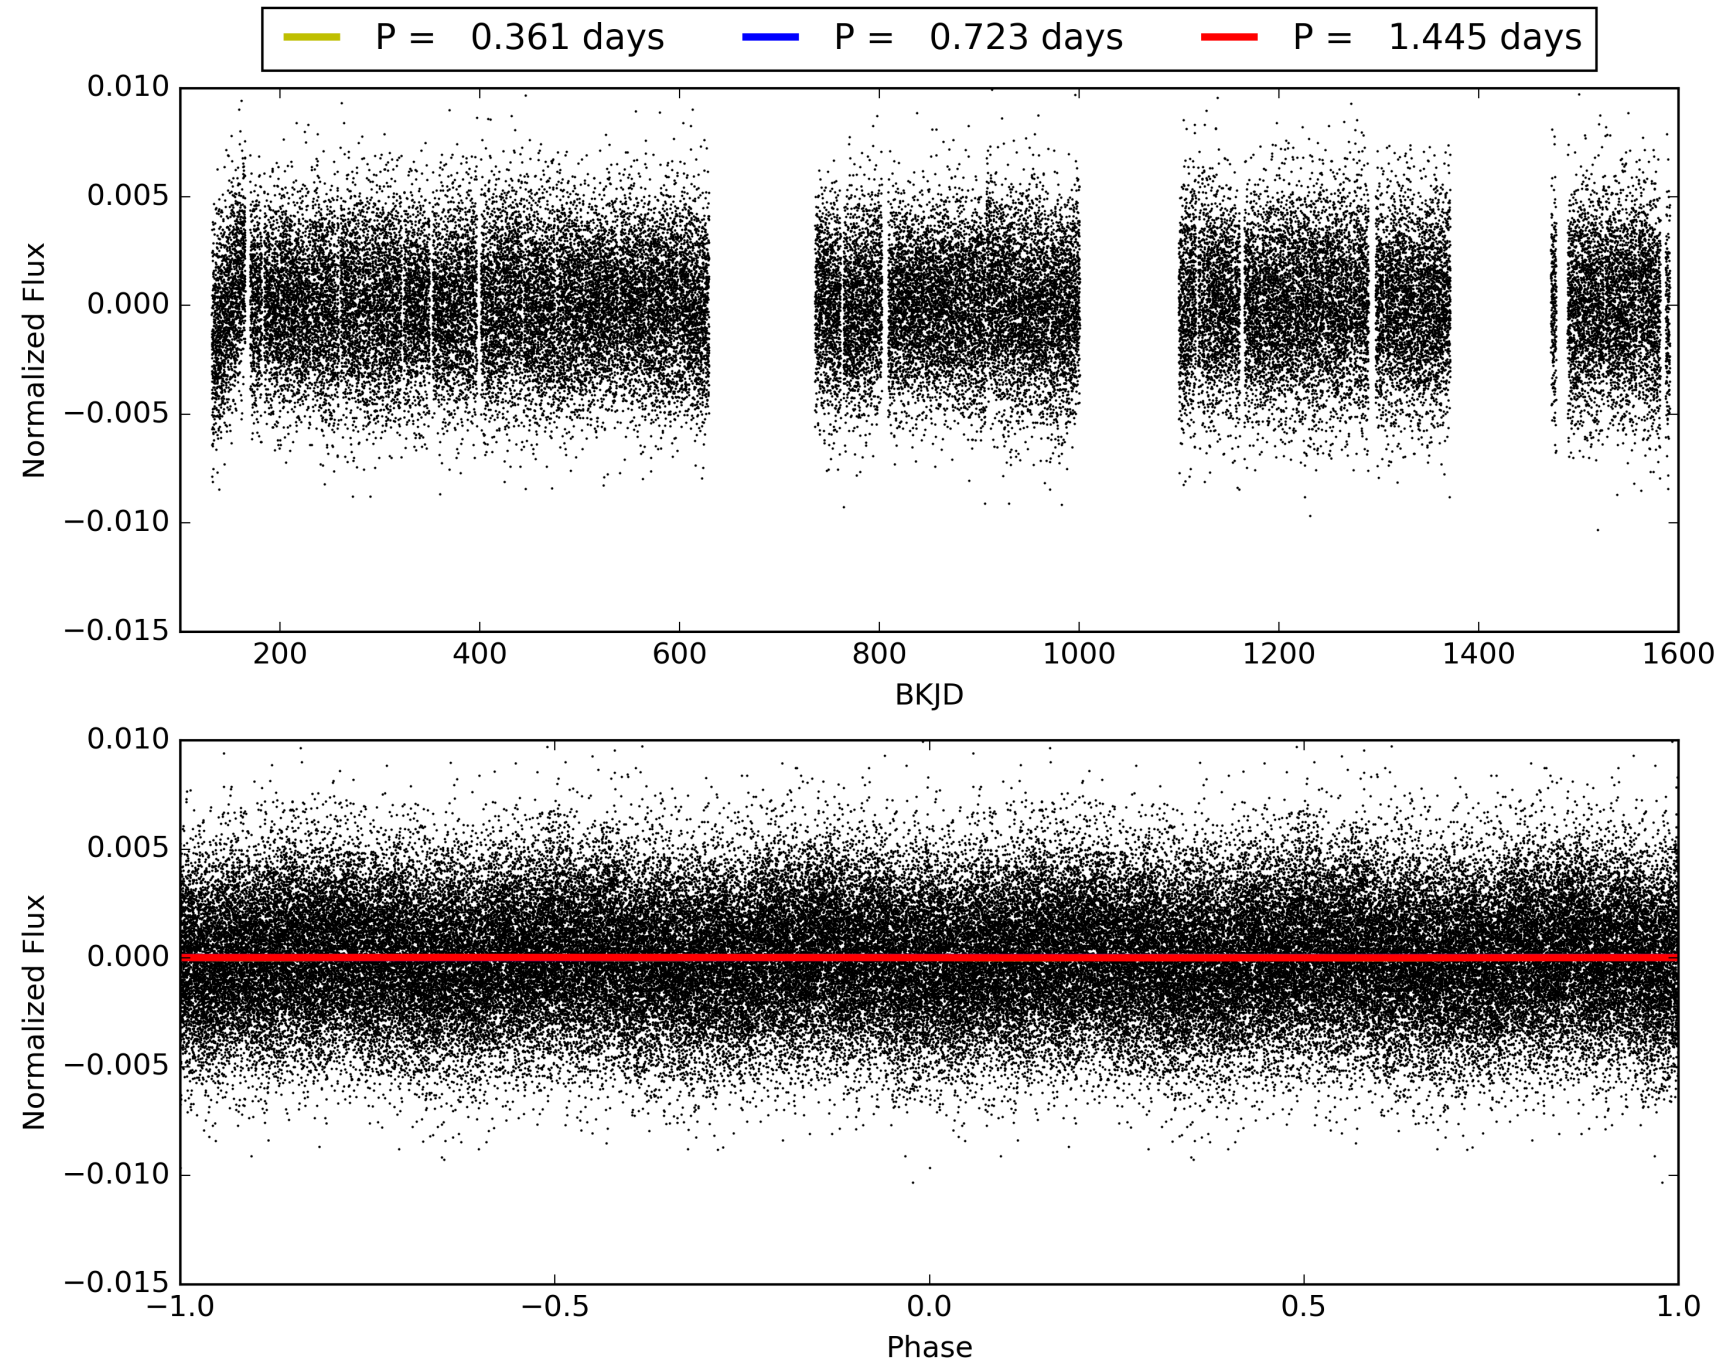 P = 0.361 days P = 0.723 days P = 1.445 days
0.010
0.005
0.000
−0.005
−0.010
−0.015
Normalized Flux
200 400 600 800 1000 1200 1400 1600
BKJD
0.010
0.005
0.000
−0.005
−0.010
−0.015
Normalized Flux
−1.0 −0.5 0.0 0.5 1.0
Phase